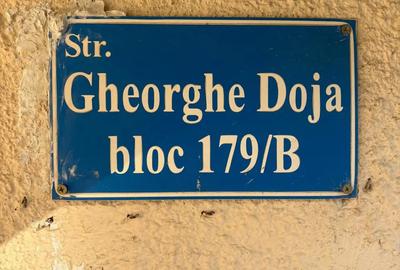 Str.
Gheorghe Doja
bloc 179/B